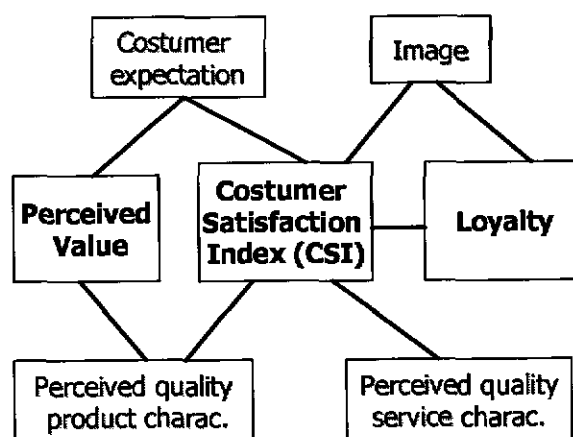 Costumer
expectation
Image
Perceived
Value
Costumer
Satisfaction
Index (CSI)
Loyalty
Perceived quality
product charac.
Perceived quality
service charac.